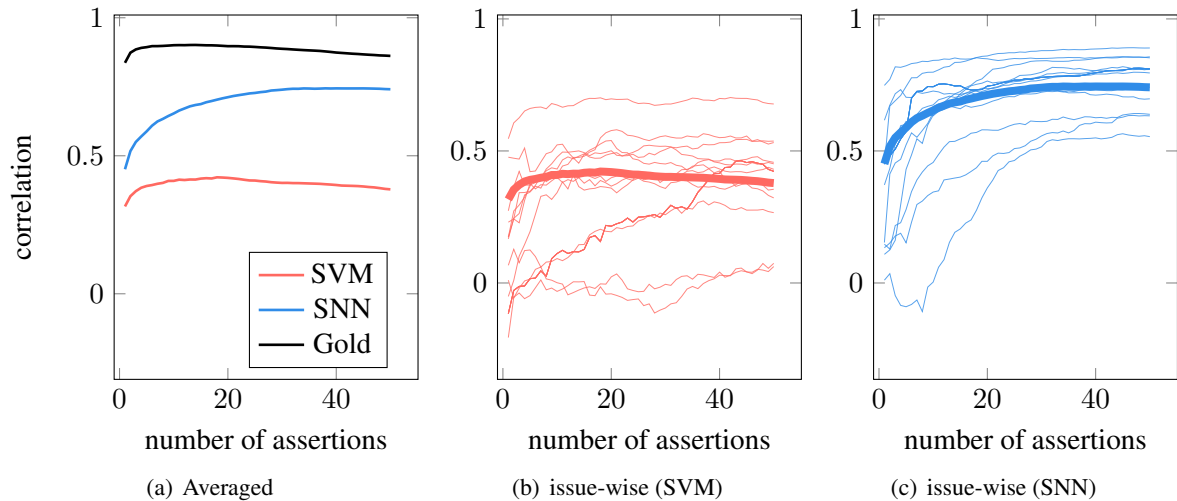 correlation
1
0.5
0
0
20
40
number of assertions
SVM
SNN
Gold
(a) Averaged
1
0.5
0
0
20
40
number of assertions
(b) issue-wise (SVM)
1
0.5
0
0
20
40
number of assertions
(c) issue-wise (SNN)